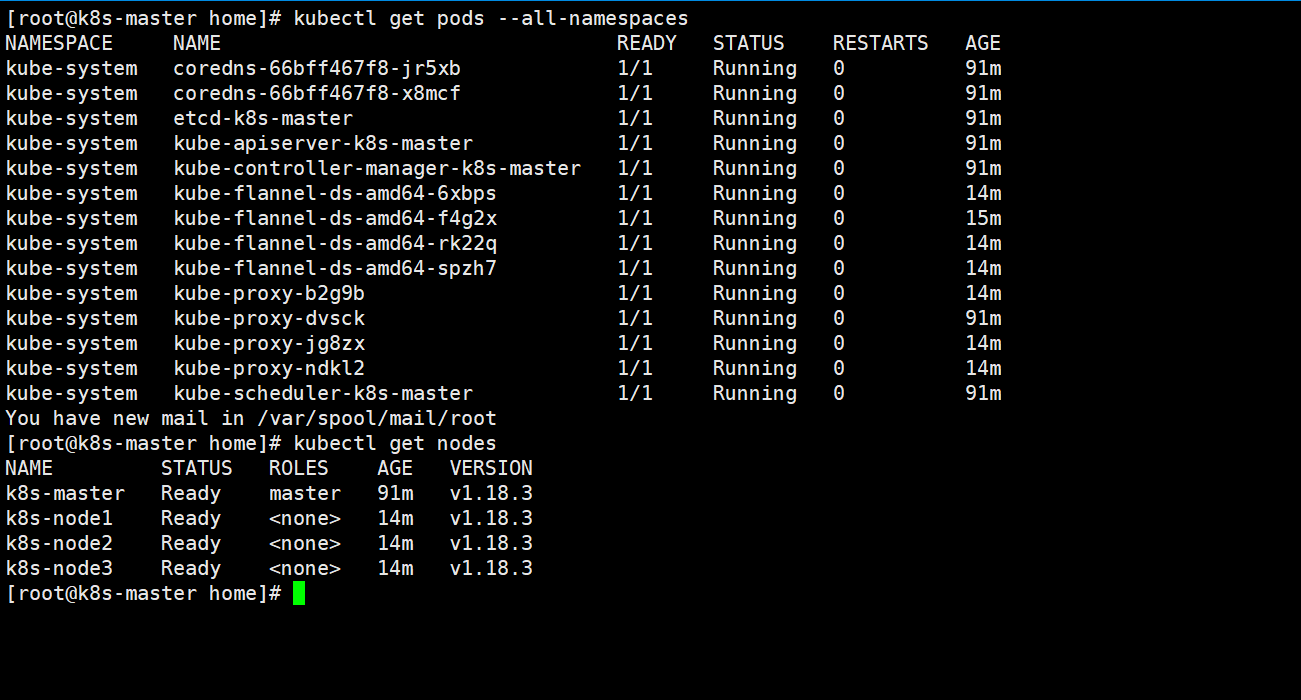 [root@k8s-master home]# kubectl get pods --all-namespaces
NAMESPACE     NAME                                 READY   STATUS    RESTARTS   AGE
kube-system   coredns-66bff467f8-jr5xb             1/1     Running   0          91m
kube-system   coredns-66bff467f8-x8mcf             1/1     Running   0          91m
kube-system   etcd-k8s-master                      1/1     Running   0          91m
kube-system   kube-apiserver-k8s-master            1/1     Running   0          91m
kube-system   kube-controller-manager-k8s-master   1/1     Running   0          91m
kube-system   kube-flannel-ds-amd64-6xbps          1/1     Running   0          14m
kube-system   kube-flannel-ds-amd64-f4g2x          1/1     Running   0          15m
kube-system   kube-flannel-ds-amd64-rk22q          1/1     Running   0          14m
kube-system   kube-flannel-ds-amd64-spzh7          1/1     Running   0          14m
kube-system   kube-proxy-b2g9b                     1/1     Running   0          14m
kube-system   kube-proxy-dvsck                     1/1     Running   0          91m
kube-system   kube-proxy-jg8zx                     1/1     Running   0          14m
kube-system   kube-proxy-ndkl2                     1/1     Running   0          14m
kube-system   kube-scheduler-k8s-master            1/1     Running   0          91m
You have new mail in /var/spool/mail/root
[root@k8s-master home]# kubectl get nodes
NAME         STATUS   ROLES    AGE   VERSION
k8s-master   Ready    master   91m   v1.18.3
k8s-node1    Ready    <none>   14m   v1.18.3
k8s-node2    Ready    <none>   14m   v1.18.3
k8s-node3    Ready    <none>   14m   v1.18.3
[root@k8s-master home]#